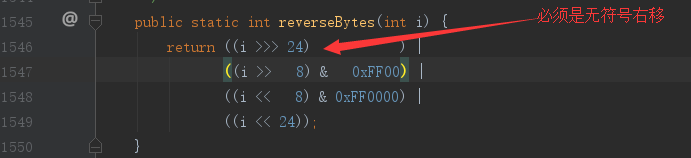 1545 @ public static int reverseBytes(int i) { 必须是无符号右移
1546 return ((i >>> 24)           ) |
1547 ((i >>   8) &   0xFF00) |
1548 ((i <<   8) & 0xFF0000) |
1549 ((i << 24));
1550 }